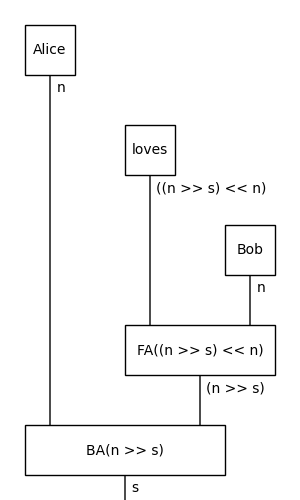 Alice
n
loves
((n >> s) << n)
Bob
n
FA((n >> s) << n)
(n >> s)
BA(n >> s)
s